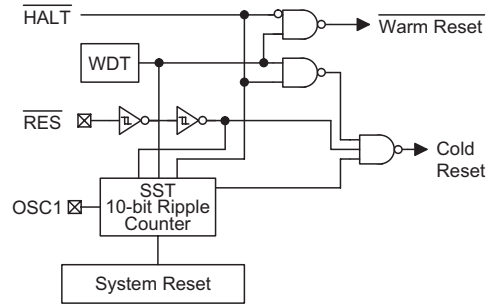 HALT
Warm Reset
WDT
RES
Cold
Reset
SST
10-bit Ripple
Counter
OSC1
System Reset